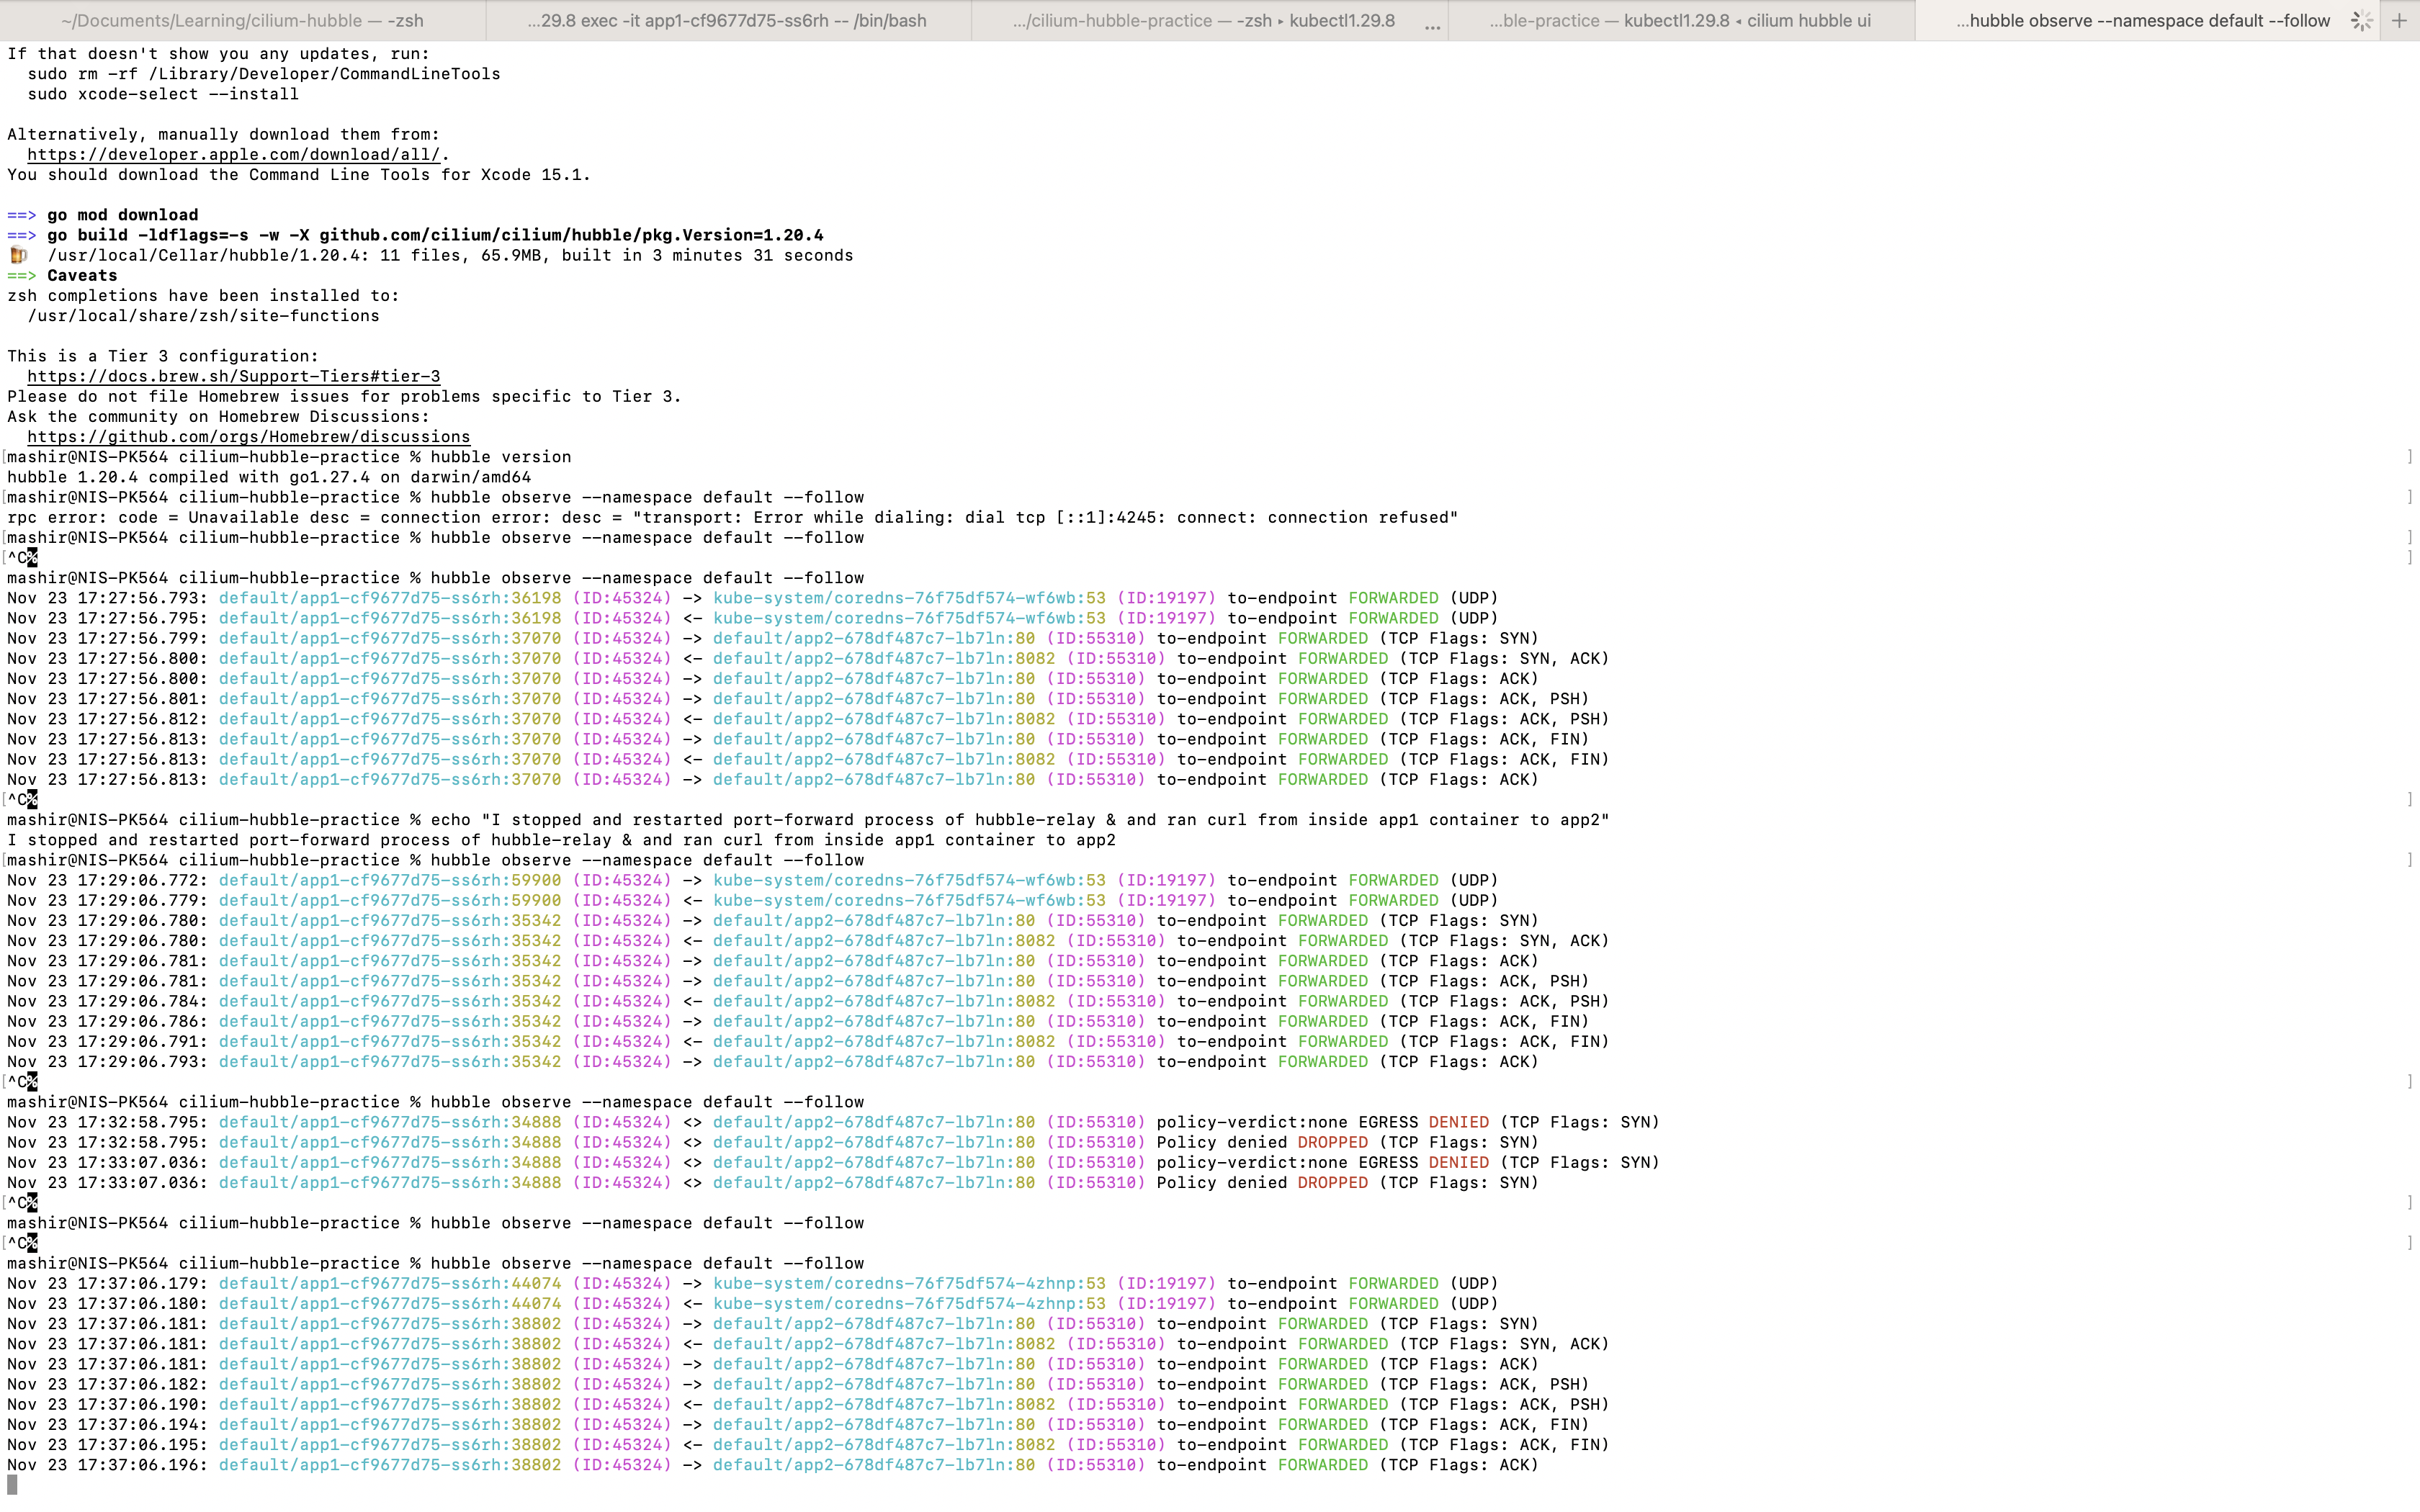 ~/Documents/Learning/cilium-hubble — -zsh
...29.8 exec -it app1-cf9677d75-ss6rh -- /bin/bash
.../cilium-hubble-practice — -zsh ▸ kubectl1.29.8 ...
...ble-practice — kubectl1.29.8 ◂ cilium hubble ui
...hubble observe --namespace default --follow
+
If that doesn't show you any updates, run:
sudo rm -rf /Library/Developer/CommandLineTools
sudo xcode-select --install
Alternatively, manually download them from:
https://developer.apple.com/download/all/.
You should download the Command Line Tools for Xcode 15.1.
==> go mod download
==> go build -ldflags=-s -w -X github.com/cilium/cilium/hubble/pkg.Version=1.20.4
🍺 /usr/local/Cellar/hubble/1.20.4: 11 files, 65.9MB, built in 3 minutes 31 seconds
==> Caveats
zsh completions have been installed to:
/usr/local/share/zsh/site-functions
This is a Tier 3 configuration:
https://docs.brew.sh/Support-Tiers#tier-3
Please do not file Homebrew issues for problems specific to Tier 3.
Ask the community on Homebrew Discussions:
https://github.com/orgs/Homebrew/discussions
[mashir@NIS-PK564 cilium-hubble-practice % hubble version ]
hubble 1.20.4 compiled with go1.27.4 on darwin/amd64
[mashir@NIS-PK564 cilium-hubble-practice % hubble observe --namespace default --follow ]
rpc error: code = Unavailable desc = connection error: desc = "transport: Error while dialing: dial tcp [::1]:4245: connect: connection refused"
[mashir@NIS-PK564 cilium-hubble-practice % hubble observe --namespace default --follow ]
[^C% ]
mashir@NIS-PK564 cilium-hubble-practice % hubble observe --namespace default --follow
Nov 23 17:27:56.793: default/app1-cf9677d75-ss6rh:36198 (ID:45324) -> kube-system/coredns-76f75df574-wf6wb:53 (ID:19197) to-endpoint FORWARDED (UDP)
Nov 23 17:27:56.795: default/app1-cf9677d75-ss6rh:36198 (ID:45324) <- kube-system/coredns-76f75df574-wf6wb:53 (ID:19197) to-endpoint FORWARDED (UDP)
Nov 23 17:27:56.799: default/app1-cf9677d75-ss6rh:37070 (ID:45324) -> default/app2-678df487c7-lb7ln:80 (ID:55310) to-endpoint FORWARDED (TCP Flags: SYN)
Nov 23 17:27:56.800: default/app1-cf9677d75-ss6rh:37070 (ID:45324) <- default/app2-678df487c7-lb7ln:8082 (ID:55310) to-endpoint FORWARDED (TCP Flags: SYN, ACK)
Nov 23 17:27:56.800: default/app1-cf9677d75-ss6rh:37070 (ID:45324) -> default/app2-678df487c7-lb7ln:80 (ID:55310) to-endpoint FORWARDED (TCP Flags: ACK)
Nov 23 17:27:56.801: default/app1-cf9677d75-ss6rh:37070 (ID:45324) -> default/app2-678df487c7-lb7ln:80 (ID:55310) to-endpoint FORWARDED (TCP Flags: ACK, PSH)
Nov 23 17:27:56.812: default/app1-cf9677d75-ss6rh:37070 (ID:45324) <- default/app2-678df487c7-lb7ln:8082 (ID:55310) to-endpoint FORWARDED (TCP Flags: ACK, PSH)
Nov 23 17:27:56.813: default/app1-cf9677d75-ss6rh:37070 (ID:45324) -> default/app2-678df487c7-lb7ln:80 (ID:55310) to-endpoint FORWARDED (TCP Flags: ACK, FIN)
Nov 23 17:27:56.813: default/app1-cf9677d75-ss6rh:37070 (ID:45324) <- default/app2-678df487c7-lb7ln:8082 (ID:55310) to-endpoint FORWARDED (TCP Flags: ACK, FIN)
Nov 23 17:27:56.813: default/app1-cf9677d75-ss6rh:37070 (ID:45324) -> default/app2-678df487c7-lb7ln:80 (ID:55310) to-endpoint FORWARDED (TCP Flags: ACK)
[^C% ]
mashir@NIS-PK564 cilium-hubble-practice % echo "I stopped and restarted port-forward process of hubble-relay & and ran curl from inside app1 container to app2"
I stopped and restarted port-forward process of hubble-relay & and ran curl from inside app1 container to app2
[mashir@NIS-PK564 cilium-hubble-practice % hubble observe --namespace default --follow ]
Nov 23 17:29:06.772: default/app1-cf9677d75-ss6rh:59900 (ID:45324) -> kube-system/coredns-76f75df574-wf6wb:53 (ID:19197) to-endpoint FORWARDED (UDP)
Nov 23 17:29:06.779: default/app1-cf9677d75-ss6rh:59900 (ID:45324) <- kube-system/coredns-76f75df574-wf6wb:53 (ID:19197) to-endpoint FORWARDED (UDP)
Nov 23 17:29:06.780: default/app1-cf9677d75-ss6rh:35342 (ID:45324) -> default/app2-678df487c7-lb7ln:80 (ID:55310) to-endpoint FORWARDED (TCP Flags: SYN)
Nov 23 17:29:06.780: default/app1-cf9677d75-ss6rh:35342 (ID:45324) <- default/app2-678df487c7-lb7ln:8082 (ID:55310) to-endpoint FORWARDED (TCP Flags: SYN, ACK)
Nov 23 17:29:06.781: default/app1-cf9677d75-ss6rh:35342 (ID:45324) -> default/app2-678df487c7-lb7ln:80 (ID:55310) to-endpoint FORWARDED (TCP Flags: ACK)
Nov 23 17:29:06.781: default/app1-cf9677d75-ss6rh:35342 (ID:45324) -> default/app2-678df487c7-lb7ln:80 (ID:55310) to-endpoint FORWARDED (TCP Flags: ACK, PSH)
Nov 23 17:29:06.784: default/app1-cf9677d75-ss6rh:35342 (ID:45324) <- default/app2-678df487c7-lb7ln:8082 (ID:55310) to-endpoint FORWARDED (TCP Flags: ACK, PSH)
Nov 23 17:29:06.786: default/app1-cf9677d75-ss6rh:35342 (ID:45324) -> default/app2-678df487c7-lb7ln:80 (ID:55310) to-endpoint FORWARDED (TCP Flags: ACK, FIN)
Nov 23 17:29:06.791: default/app1-cf9677d75-ss6rh:35342 (ID:45324) <- default/app2-678df487c7-lb7ln:8082 (ID:55310) to-endpoint FORWARDED (TCP Flags: ACK, FIN)
Nov 23 17:29:06.793: default/app1-cf9677d75-ss6rh:35342 (ID:45324) -> default/app2-678df487c7-lb7ln:80 (ID:55310) to-endpoint FORWARDED (TCP Flags: ACK)
[^C% ]
mashir@NIS-PK564 cilium-hubble-practice % hubble observe --namespace default --follow
Nov 23 17:32:58.795: default/app1-cf9677d75-ss6rh:34888 (ID:45324) <> default/app2-678df487c7-lb7ln:80 (ID:55310) policy-verdict:none EGRESS DENIED (TCP Flags: SYN)
Nov 23 17:32:58.795: default/app1-cf9677d75-ss6rh:34888 (ID:45324) <> default/app2-678df487c7-lb7ln:80 (ID:55310) Policy denied DROPPED (TCP Flags: SYN)
Nov 23 17:33:07.036: default/app1-cf9677d75-ss6rh:34888 (ID:45324) <> default/app2-678df487c7-lb7ln:80 (ID:55310) policy-verdict:none EGRESS DENIED (TCP Flags: SYN)
Nov 23 17:33:07.036: default/app1-cf9677d75-ss6rh:34888 (ID:45324) <> default/app2-678df487c7-lb7ln:80 (ID:55310) Policy denied DROPPED (TCP Flags: SYN)
[^C% ]
mashir@NIS-PK564 cilium-hubble-practice % hubble observe --namespace default --follow
[^C% ]
mashir@NIS-PK564 cilium-hubble-practice % hubble observe --namespace default --follow
Nov 23 17:37:06.179: default/app1-cf9677d75-ss6rh:44074 (ID:45324) -> kube-system/coredns-76f75df574-4zhnp:53 (ID:19197) to-endpoint FORWARDED (UDP)
Nov 23 17:37:06.180: default/app1-cf9677d75-ss6rh:44074 (ID:45324) <- kube-system/coredns-76f75df574-4zhnp:53 (ID:19197) to-endpoint FORWARDED (UDP)
Nov 23 17:37:06.181: default/app1-cf9677d75-ss6rh:38802 (ID:45324) -> default/app2-678df487c7-lb7ln:80 (ID:55310) to-endpoint FORWARDED (TCP Flags: SYN)
Nov 23 17:37:06.181: default/app1-cf9677d75-ss6rh:38802 (ID:45324) <- default/app2-678df487c7-lb7ln:8082 (ID:55310) to-endpoint FORWARDED (TCP Flags: SYN, ACK)
Nov 23 17:37:06.181: default/app1-cf9677d75-ss6rh:38802 (ID:45324) -> default/app2-678df487c7-lb7ln:80 (ID:55310) to-endpoint FORWARDED (TCP Flags: ACK)
Nov 23 17:37:06.182: default/app1-cf9677d75-ss6rh:38802 (ID:45324) -> default/app2-678df487c7-lb7ln:80 (ID:55310) to-endpoint FORWARDED (TCP Flags: ACK, PSH)
Nov 23 17:37:06.190: default/app1-cf9677d75-ss6rh:38802 (ID:45324) <- default/app2-678df487c7-lb7ln:8082 (ID:55310) to-endpoint FORWARDED (TCP Flags: ACK, PSH)
Nov 23 17:37:06.194: default/app1-cf9677d75-ss6rh:38802 (ID:45324) -> default/app2-678df487c7-lb7ln:80 (ID:55310) to-endpoint FORWARDED (TCP Flags: ACK, FIN)
Nov 23 17:37:06.195: default/app1-cf9677d75-ss6rh:38802 (ID:45324) <- default/app2-678df487c7-lb7ln:8082 (ID:55310) to-endpoint FORWARDED (TCP Flags: ACK, FIN)
Nov 23 17:37:06.196: default/app1-cf9677d75-ss6rh:38802 (ID:45324) -> default/app2-678df487c7-lb7ln:80 (ID:55310) to-endpoint FORWARDED (TCP Flags: ACK)